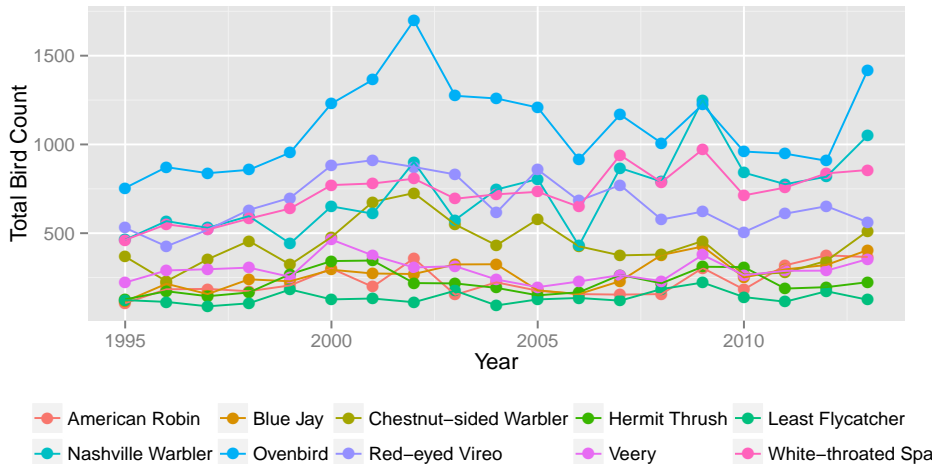 1500
1000
500
Total Bird Count
1995 2000 2005 2010
Year
American Robin Blue Jay Chestnut−sided Warbler Hermit Thrush Least Flycatcher
Nashville Warbler Ovenbird Red−eyed Vireo Veery White−throated Spa